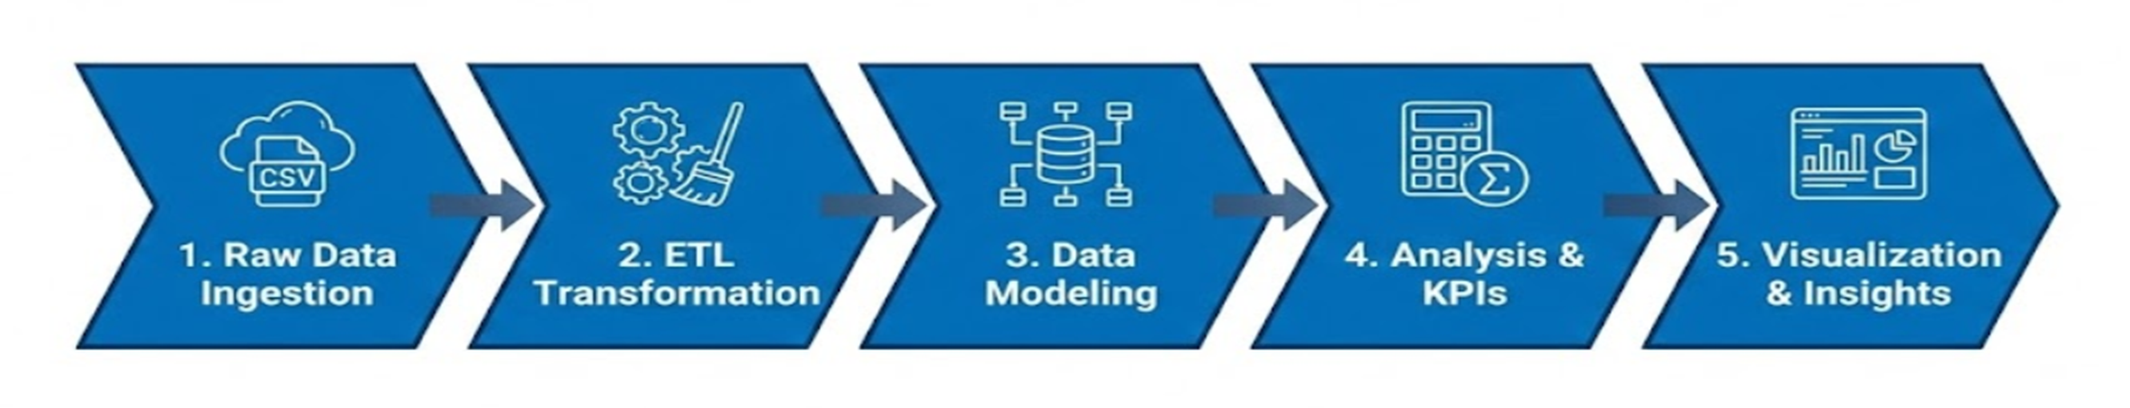 CSV
1. Raw Data
Ingestion
2. ETL
Transformation
3. Data
Modeling
Σ
4. Analysis &
KPIs
5. Visualization
& Insights